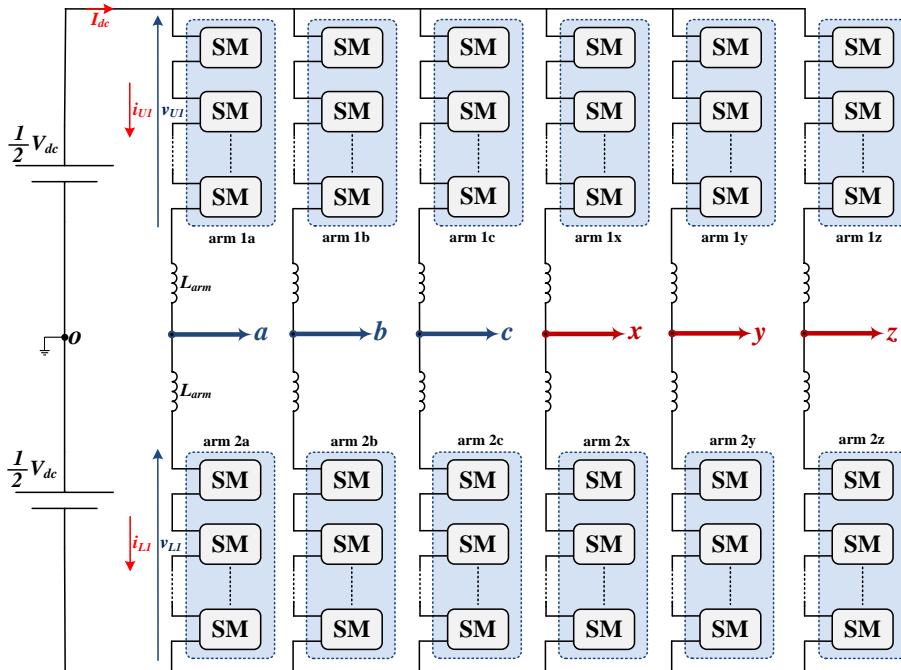 I_dc
SM SM SM SM SM SM
i_U1 v_U1
SM SM SM SM SM SM
1/2 V_dc
SM SM SM SM SM SM
arm 1a arm 1b arm 1c arm 1x arm 1y arm 1z
L_arm
o a b c x y z
L_arm
arm 2a arm 2b arm 2c arm 2x arm 2y arm 2z
1/2 V_dc
SM SM SM SM SM SM
i_L1 v_L1
SM SM SM SM SM SM
SM SM SM SM SM SM